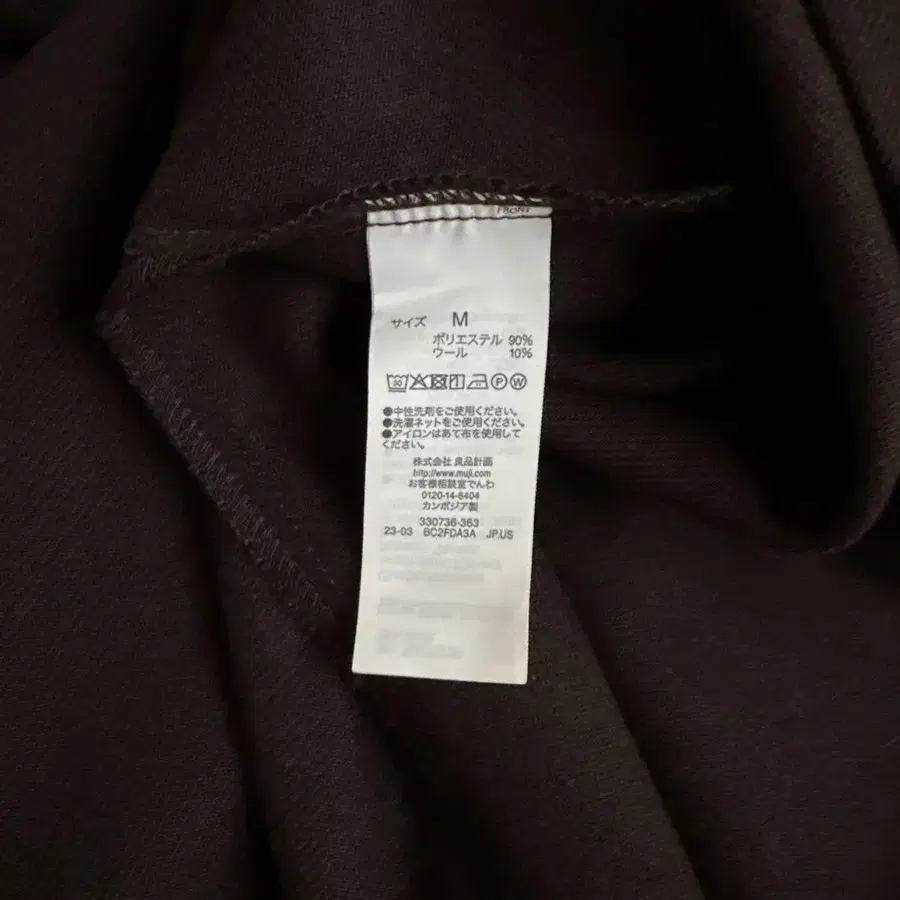 FRONT
サイズ M
ポリエステル 90%
ウール 10%
●中性洗剤をご使用ください。
●洗濯ネットをご使用ください。
●アイロンはあて布を使用して
ください。
株式会社 良品計画
http://www.muji.com
お客様相談室でんわ
0120-14-6404
カンボジア製
330736-363
23-03 BC2FDA3A JP.US